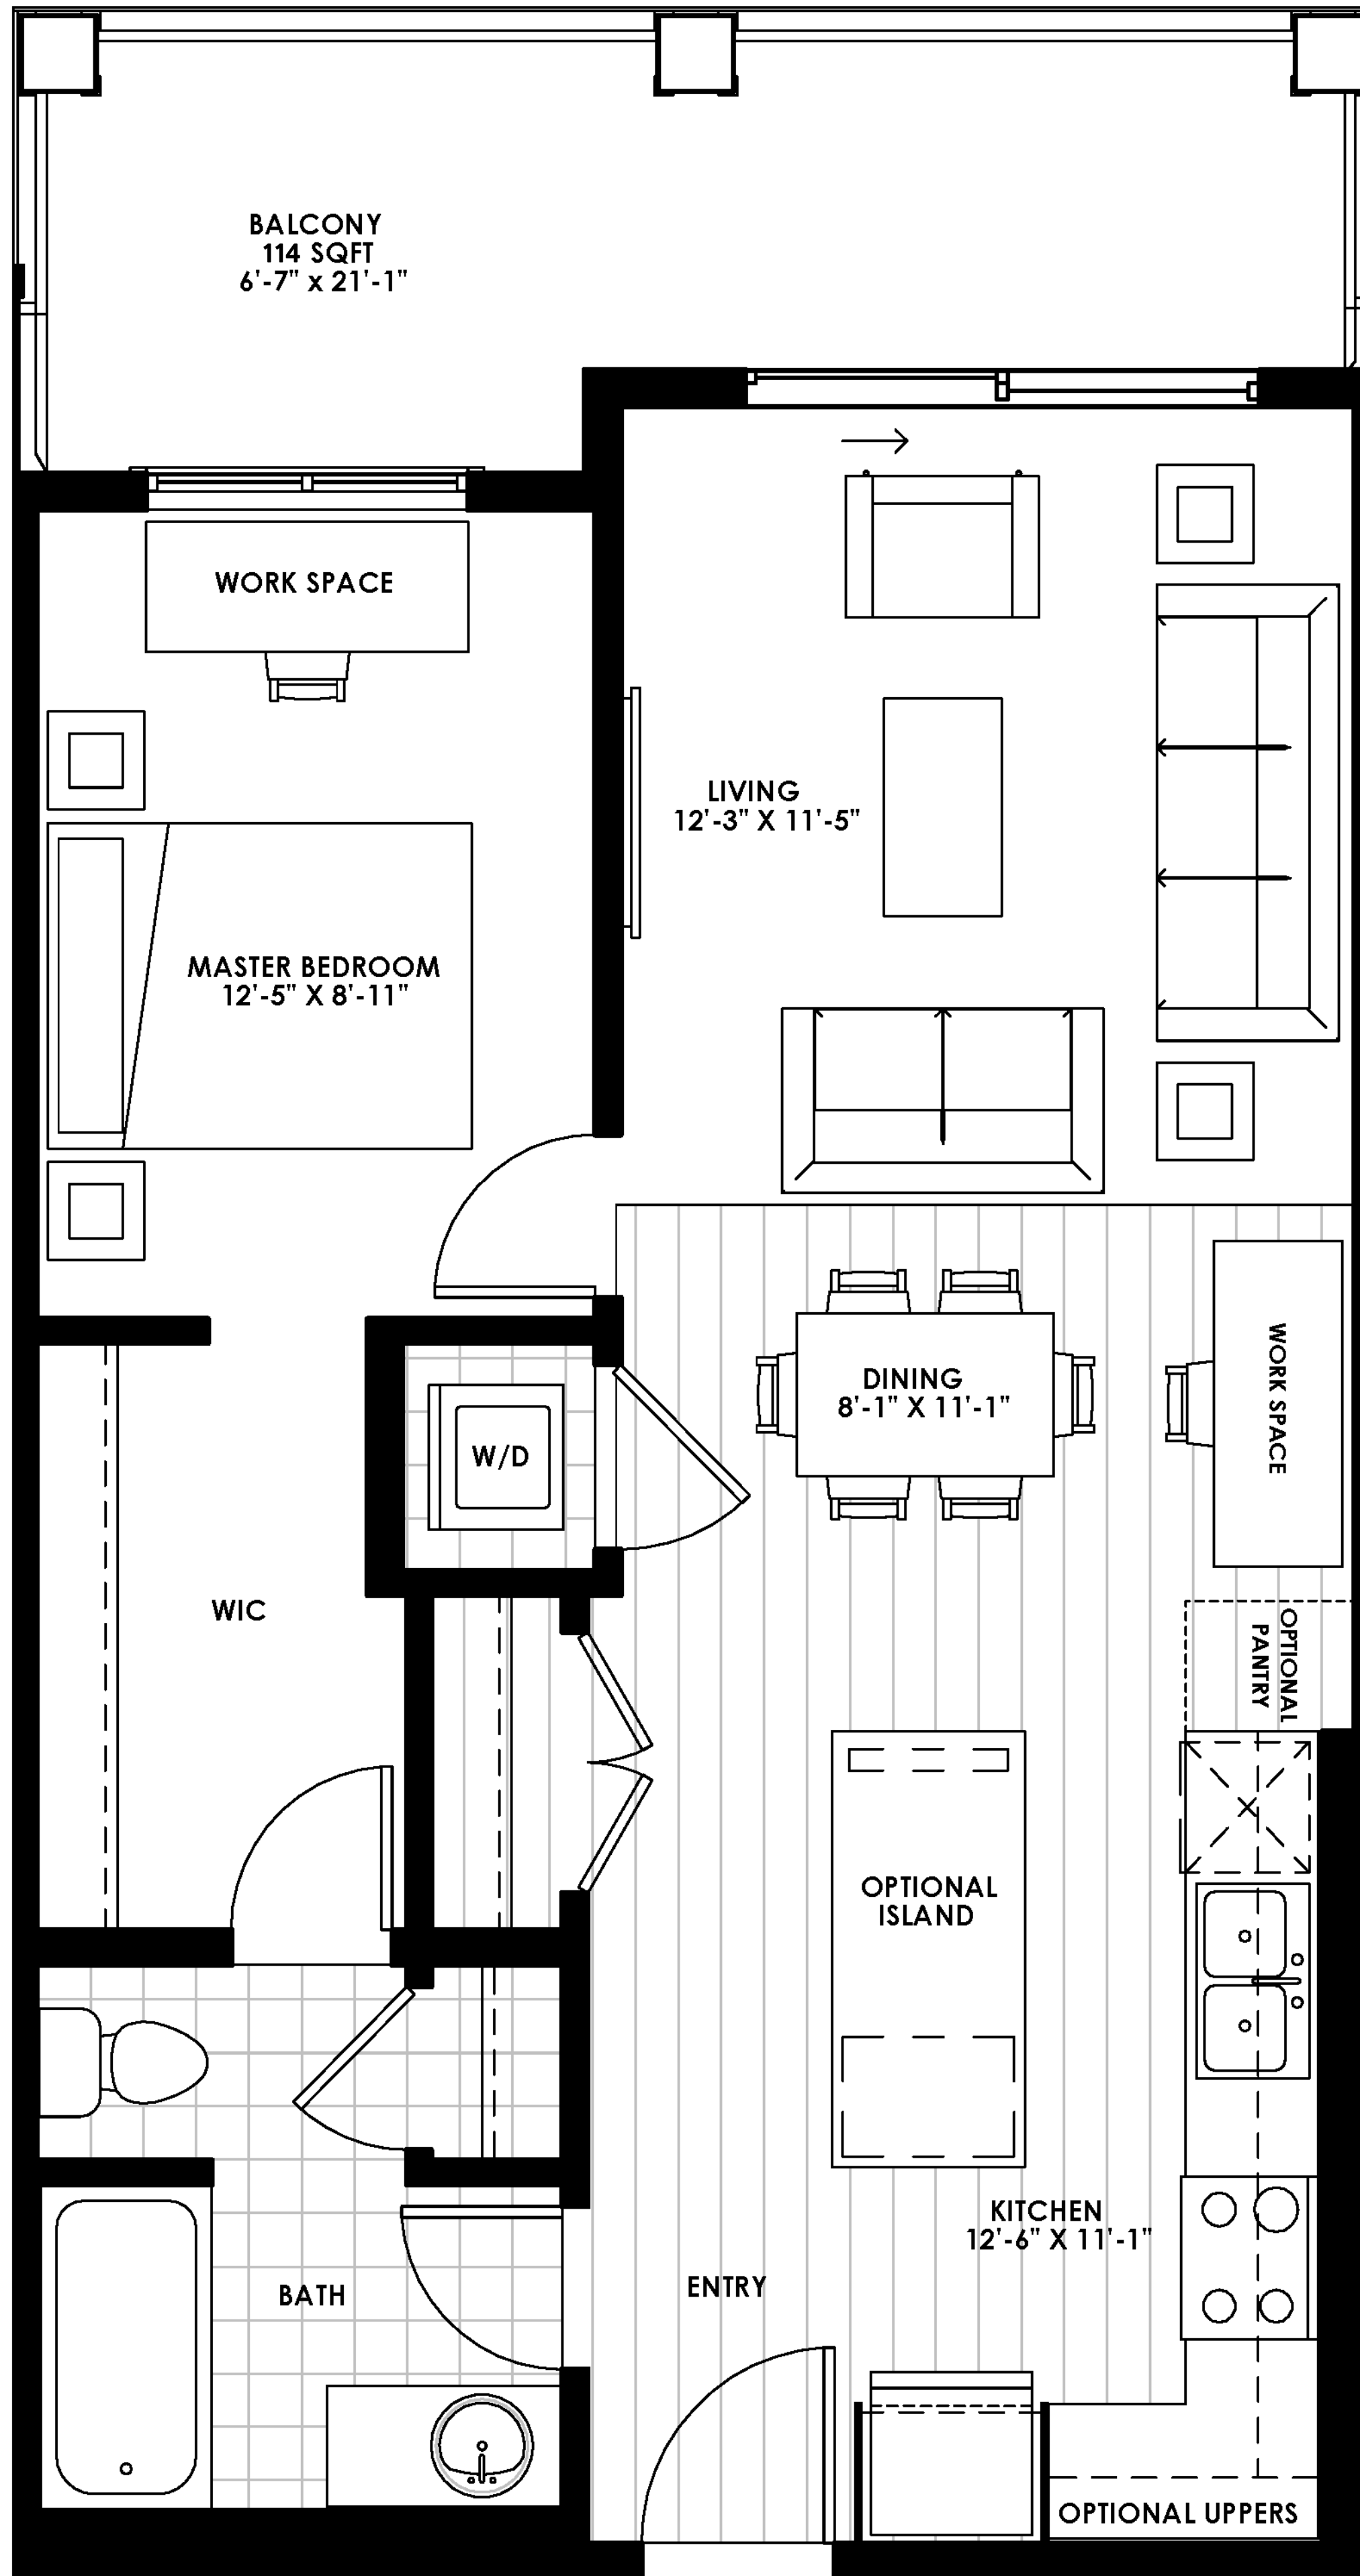 BALCONY
114 SQFT
6'-7" x 21'-1"
WORK SPACE
LIVING
12'-3" X 11'-5"
MASTER BEDROOM
12'-5" X 8'-11"
DINING
8'-1" X 11'-1"
WORK SPACE
W/D
WIC
OPTIONAL
PANTRY
OPTIONAL
ISLAND
KITCHEN
12'-6" X 11'-1"
ENTRY
BATH
OPTIONAL UPPERS